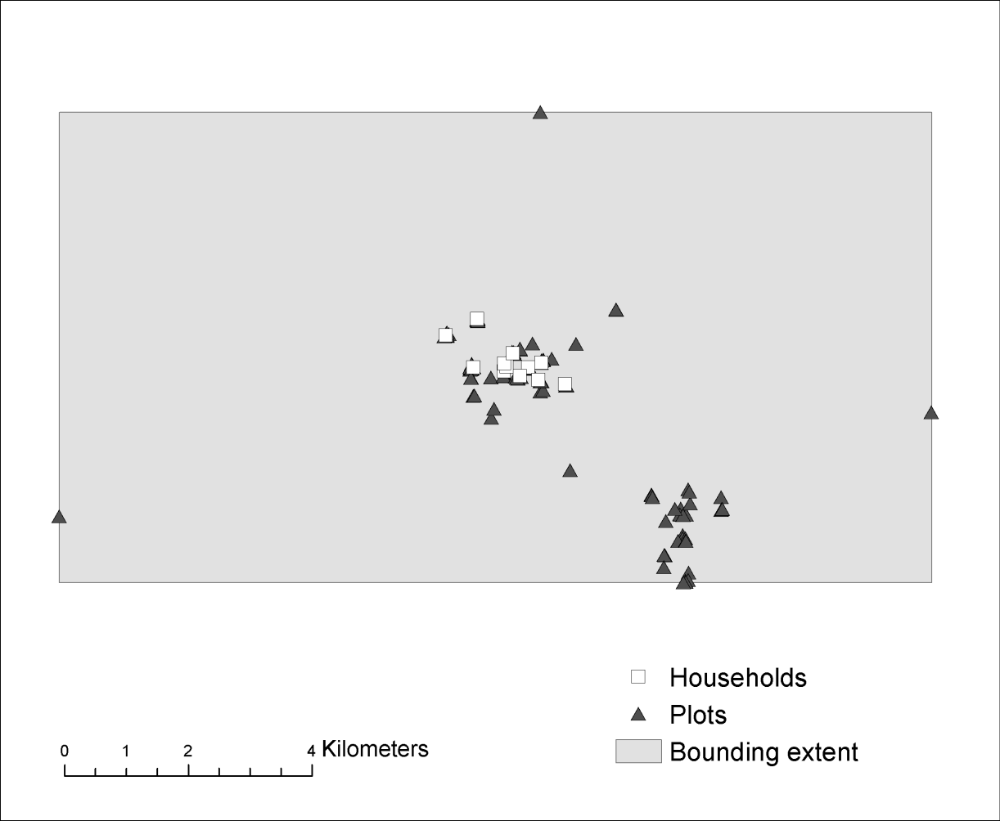 Households
Plots
Bounding extent
0 1 2 4 Kilometers